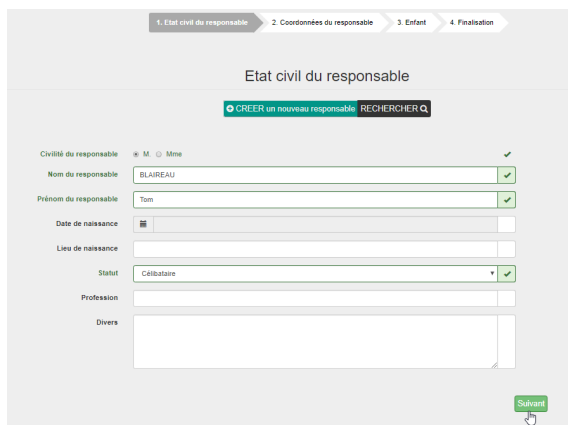 1. Etat civil du responsable 2. Coordonnées du responsable 3. Enfant 4. Finalisation
Etat civil du responsable
CREER un nouveau responsable RECHERCHER
Civilité du responsable M. Mme
Nom du responsable BLAIREAU
Prénom du responsable Tom
Date de naissance
Lieu de naissance
Statut Célibataire
Profession
Divers
Suivant